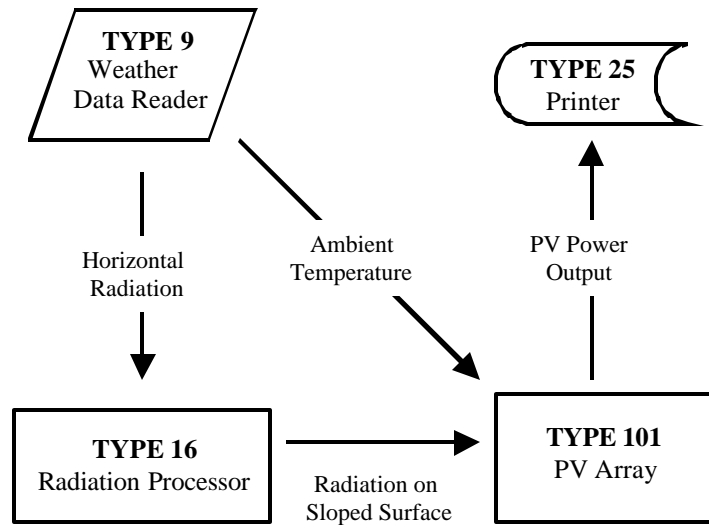 TYPE 9
Weather
Data Reader
TYPE 25
Printer
Horizontal
Radiation
Ambient
Temperature
PV Power
Output
TYPE 16
Radiation Processor
Radiation on
Sloped Surface
TYPE 101
PV Array